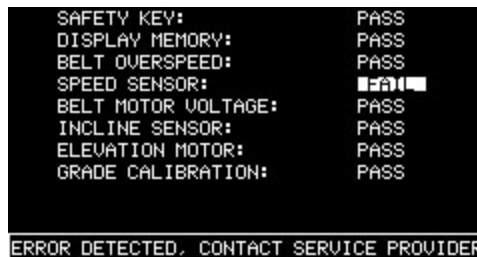 SAFETY KEY: PASS
DISPLAY MEMORY: PASS
BELT OVERSPEED: PASS
SPEED SENSOR: FAIL
BELT MOTOR VOLTAGE: PASS
INCLINE SENSOR: PASS
ELEVATION MOTOR: PASS
GRADE CALIBRATION: PASS
ERROR DETECTED, CONTACT SERVICE PROVIDER